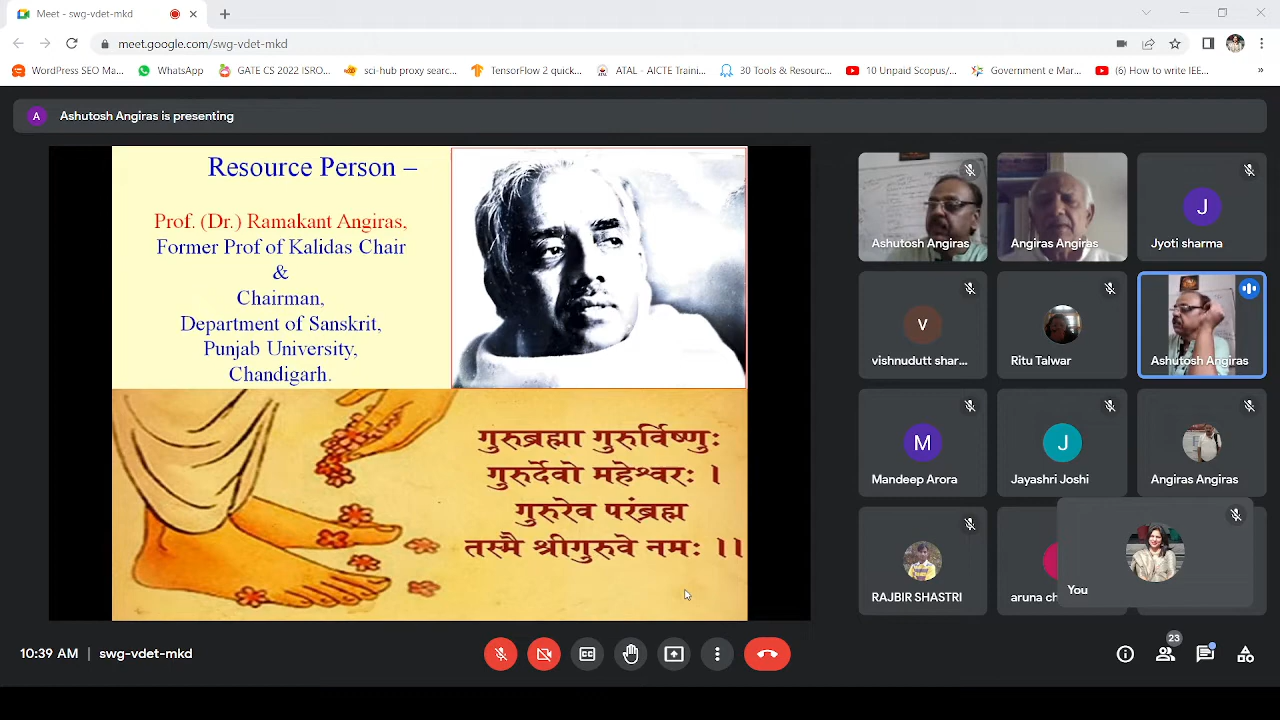 Meet - swg-vdet-mkd
meet.google.com/swg-vdet-mkd
WordPress SEO Ma...
WhatsApp
GATE CS 2022 ISRO...
sci-hub proxy searc...
TensorFlow 2 quick...
ATAL - AICTE Traini...
30 Tools & Resourc...
10 Unpaid Scopus/...
Government e Mar...
(6) How to write IEE...
»
A
Ashutosh Angiras is presenting
Resource Person –
Prof. (Dr.) Ramakant Angiras,
Former Prof of Kalidas Chair
&
Chairman,
Department of Sanskrit,
Punjab University,
Chandigarh.
गुरुब्रह्मा गुरुर्विष्णुः
गुरुर्देवो महेश्वरः ।
गुरुरेव परंब्रह्म
तस्मै श्रीगुरुवे नमः ।।
Ashutosh Angiras
Angiras Angiras
J
Jyoti sharma
V
vishnudutt shar...
Ritu Talwar
Ashutosh Angiras
M
Mandeep Arora
J
Jayashri Joshi
Angiras Angiras
RAJBIR SHASTRI
aruna ch
You
10:39 AM | swg-vdet-mkd
23